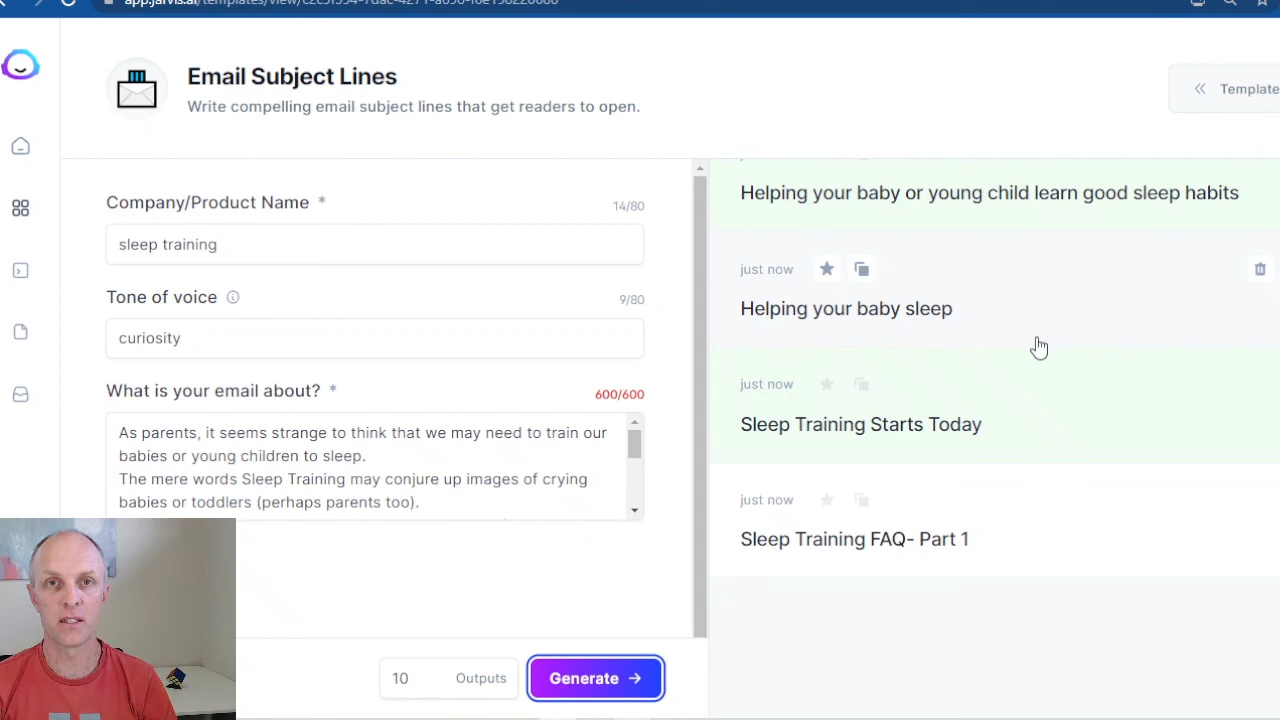 Email Subject Lines
Write compelling email subject lines that get readers to open.
Template
Company/Product Name *
14/80
sleep training
Tone of voice
9/80
curiosity
What is your email about? *
600/600
As parents, it seems strange to think that we may need to train our
babies or young children to sleep.
The mere words Sleep Training may conjure up images of crying
babies or toddlers (perhaps parents too).
10 Outputs
Generate →
Helping your baby or young child learn good sleep habits
just now
Helping your baby sleep
just now
Sleep Training Starts Today
just now
Sleep Training FAQ- Part 1